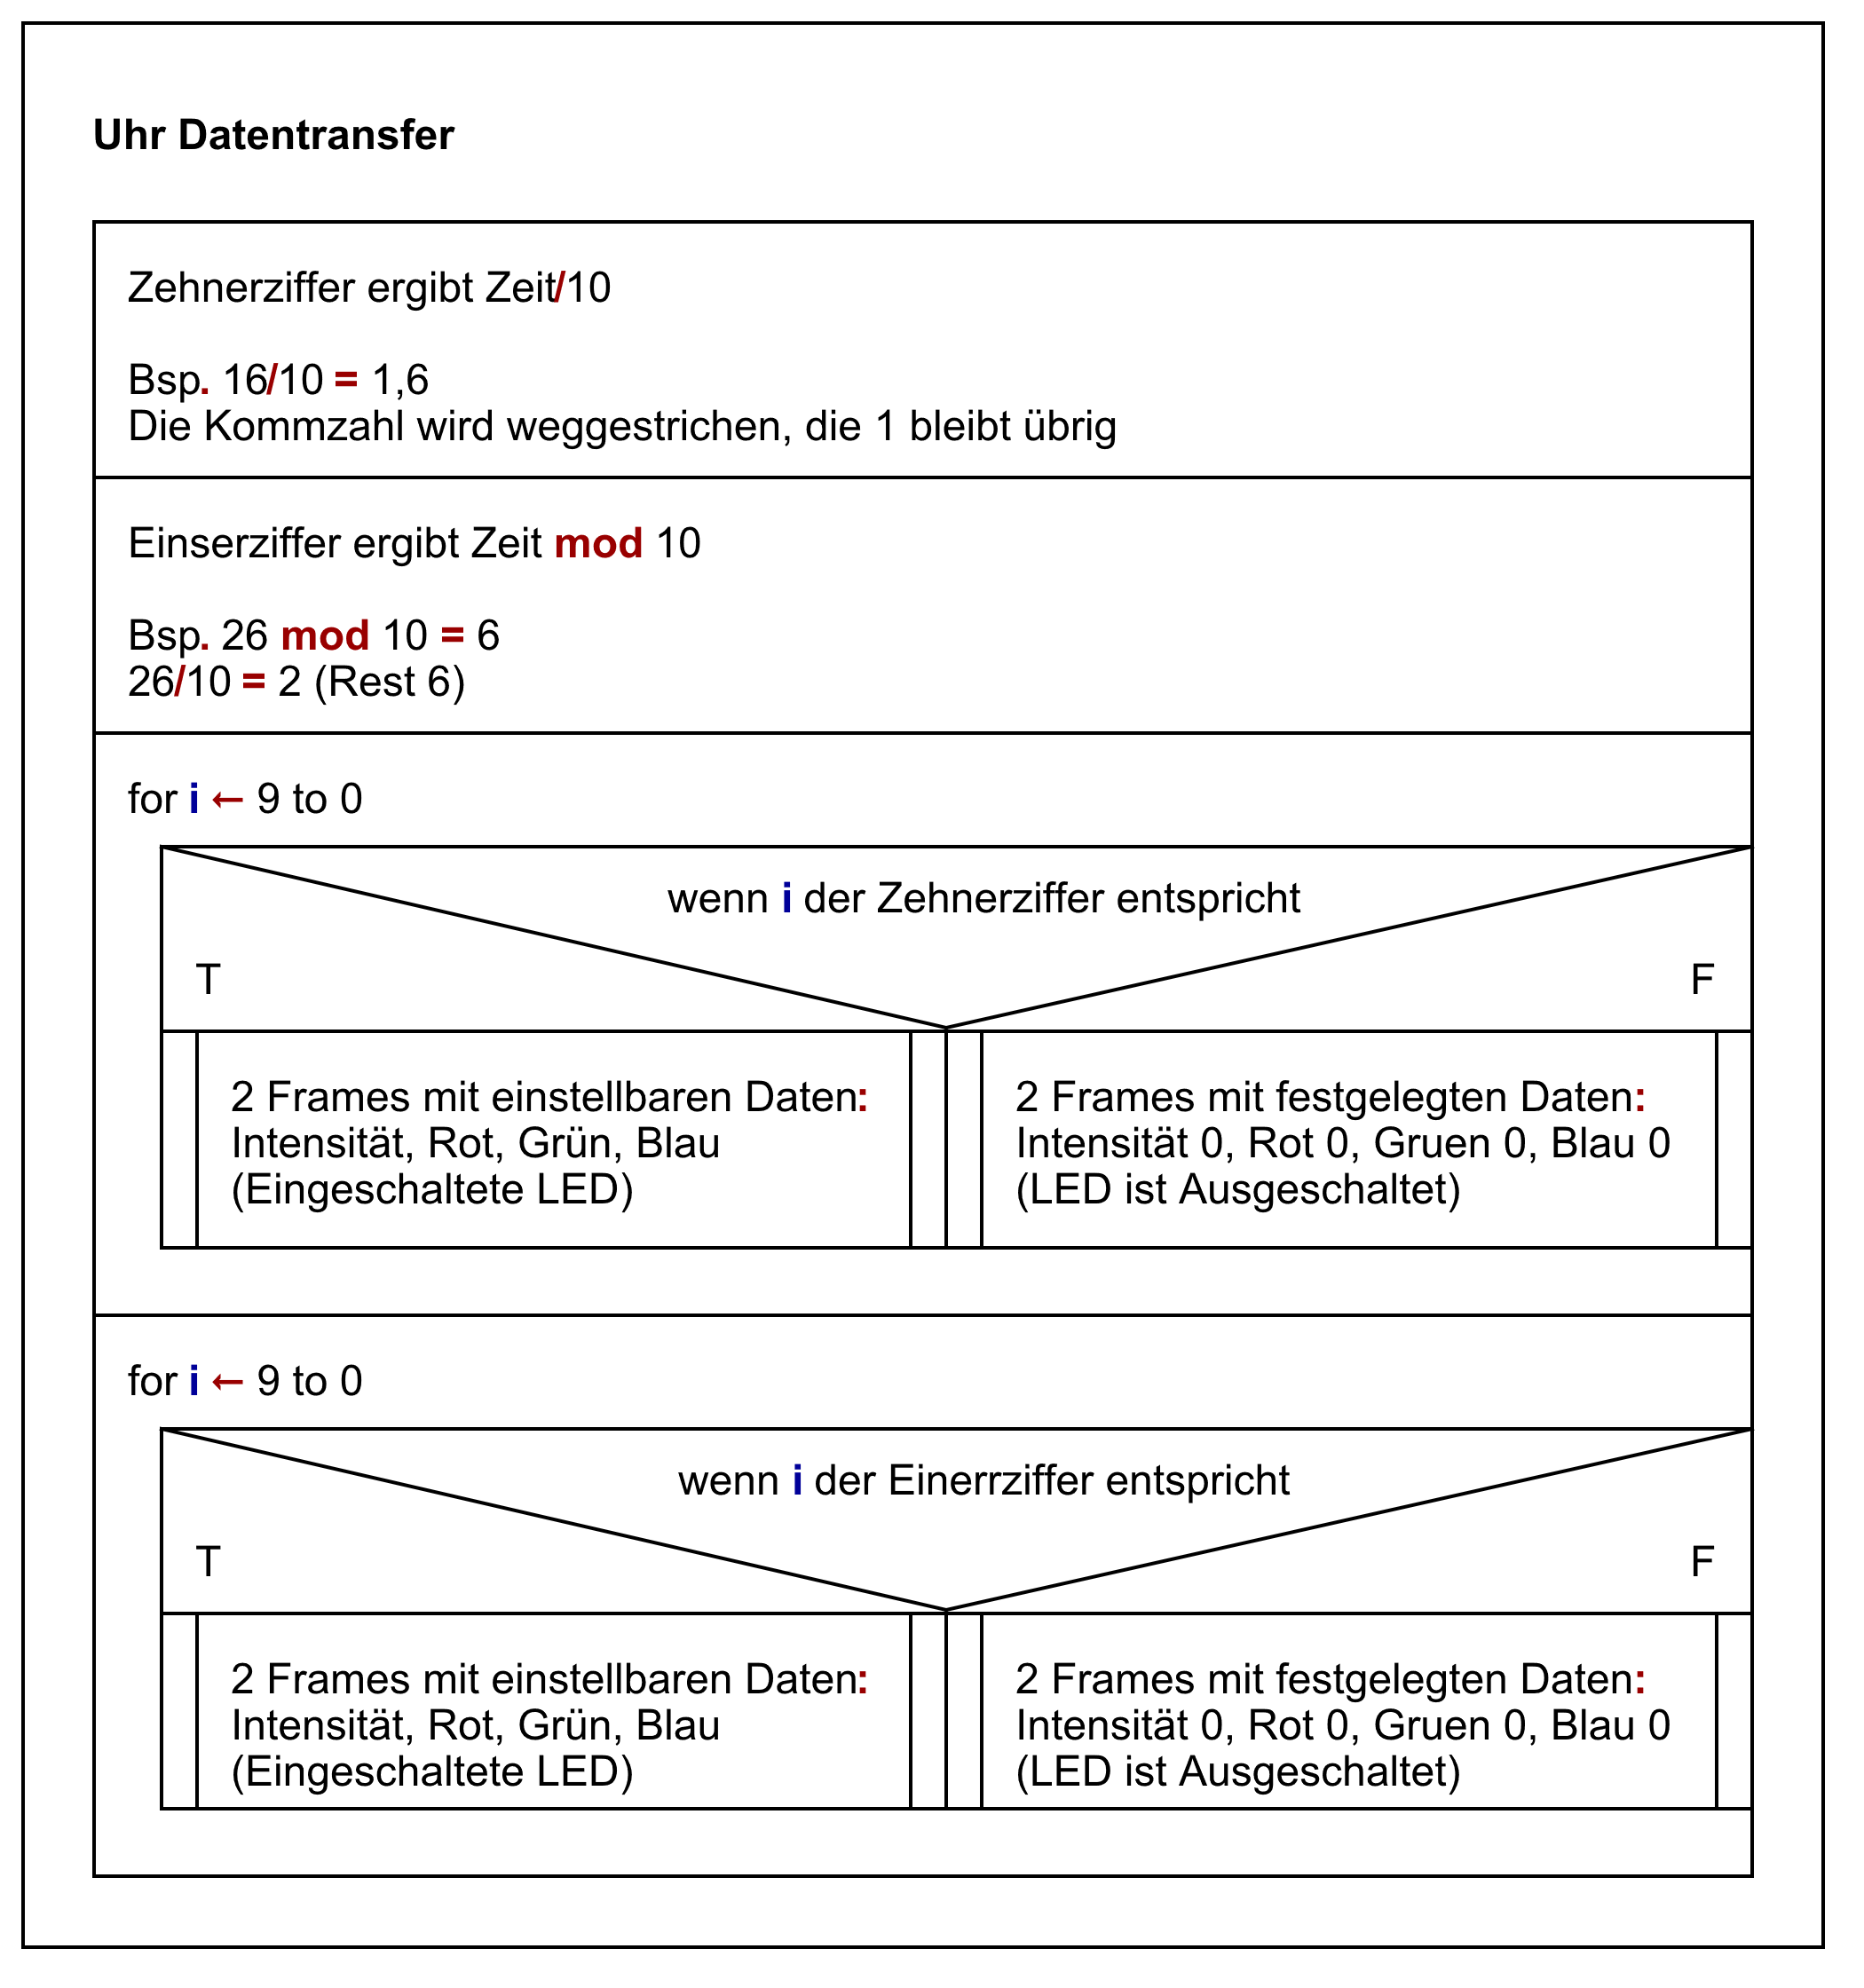 Uhr Datentransfer
Zehnerziffer ergibt Zeit/10
Bsp. 16/10 = 1,6
Die Kommzahl wird weggestrichen, die 1 bleibt übrig
Einserziffer ergibt Zeit mod 10
Bsp. 26 mod 10 = 6
26/10 = 2 (Rest 6)
for i ← 9 to 0
wenn i der Zehnerziffer entspricht
T
F
2 Frames mit einstellbaren Daten:
Intensität, Rot, Grün, Blau
(Eingeschaltete LED)
2 Frames mit festgelegten Daten:
Intensität 0, Rot 0, Gruen 0, Blau 0
(LED ist Ausgeschaltet)
for i ← 9 to 0
wenn i der Einerrziffer entspricht
T
F
2 Frames mit einstellbaren Daten:
Intensität, Rot, Grün, Blau
(Eingeschaltete LED)
2 Frames mit festgelegten Daten:
Intensität 0, Rot 0, Gruen 0, Blau 0
(LED ist Ausgeschaltet)